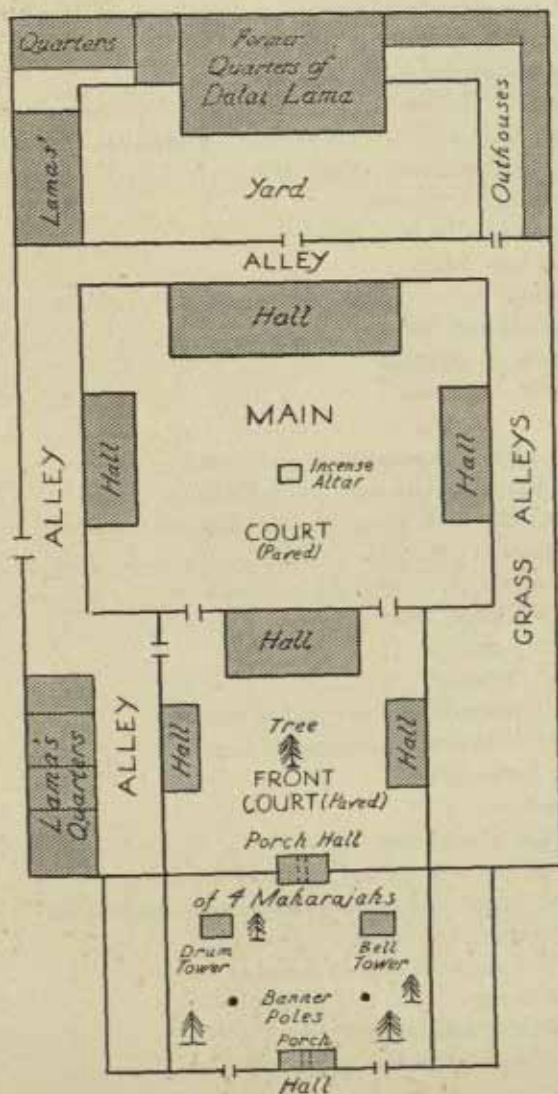 Quarters
Former
Quarters of
Dalai Lama
Lamas'
Yard
Outhouses
ALLEY
Hall
MAIN
Hall
Hall
Incense
Altar
COURT
(Paved)
ALLEY
GRASS ALLEYS
Hall
Lama's
Quarters
ALLEY
Hall
Tree
Hall
FRONT
COURT (Paved)
Porch Hall
of 4 Maharajahs
Drum
Tower
Bell
Tower
Banner
Poles
Porch
Hall